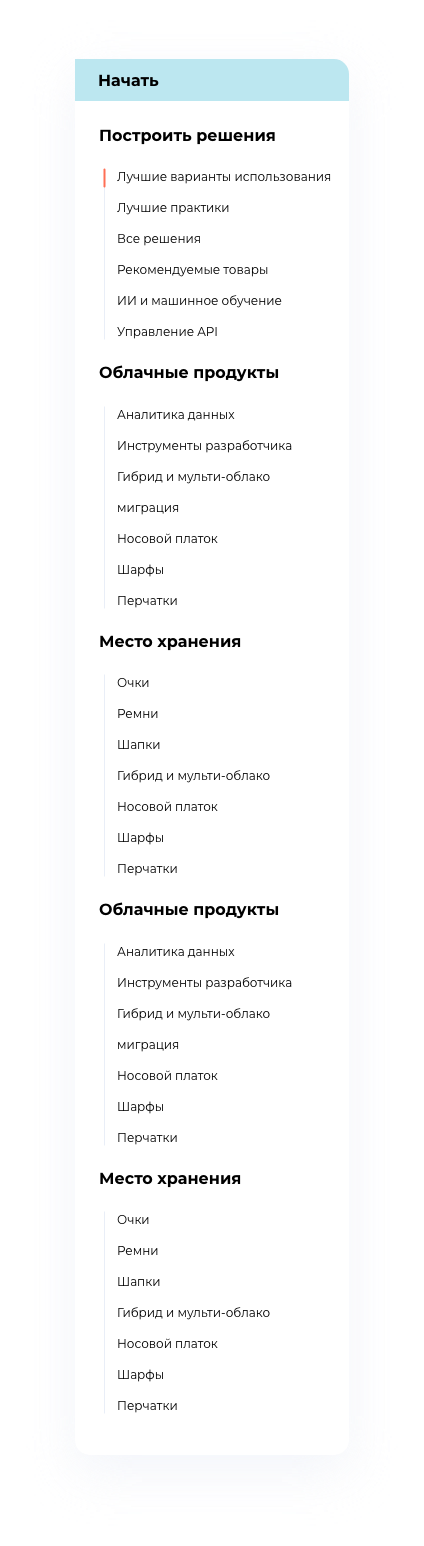 Начать
Построить решения
Лучшие варианты использования
Лучшие практики
Все решения
Рекомендуемые товары
ИИ и машинное обучение
Управление API
Облачные продукты
Аналитика данных
Инструменты разработчика
Гибрид и мульти-облако
миграция
Носовой платок
Шарфы
Перчатки
Место хранения
Очки
Ремни
Шапки
Гибрид и мульти-облако
Носовой платок
Шарфы
Перчатки
Облачные продукты
Аналитика данных
Инструменты разработчика
Гибрид и мульти-облако
миграция
Носовой платок
Шарфы
Перчатки
Место хранения
Очки
Ремни
Шапки
Гибрид и мульти-облако
Носовой платок
Шарфы
Перчатки